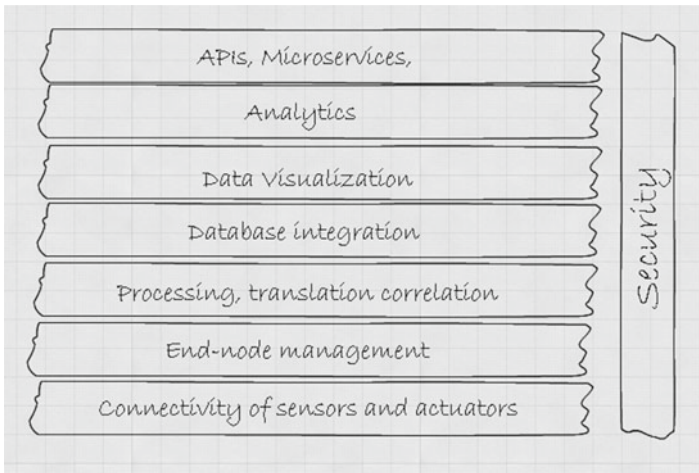 APIs, Microservices,
Analytics
Data Visualization
Database integration
Processing, translation correlation
End-node management
Connectivity of sensors and actuators
Security